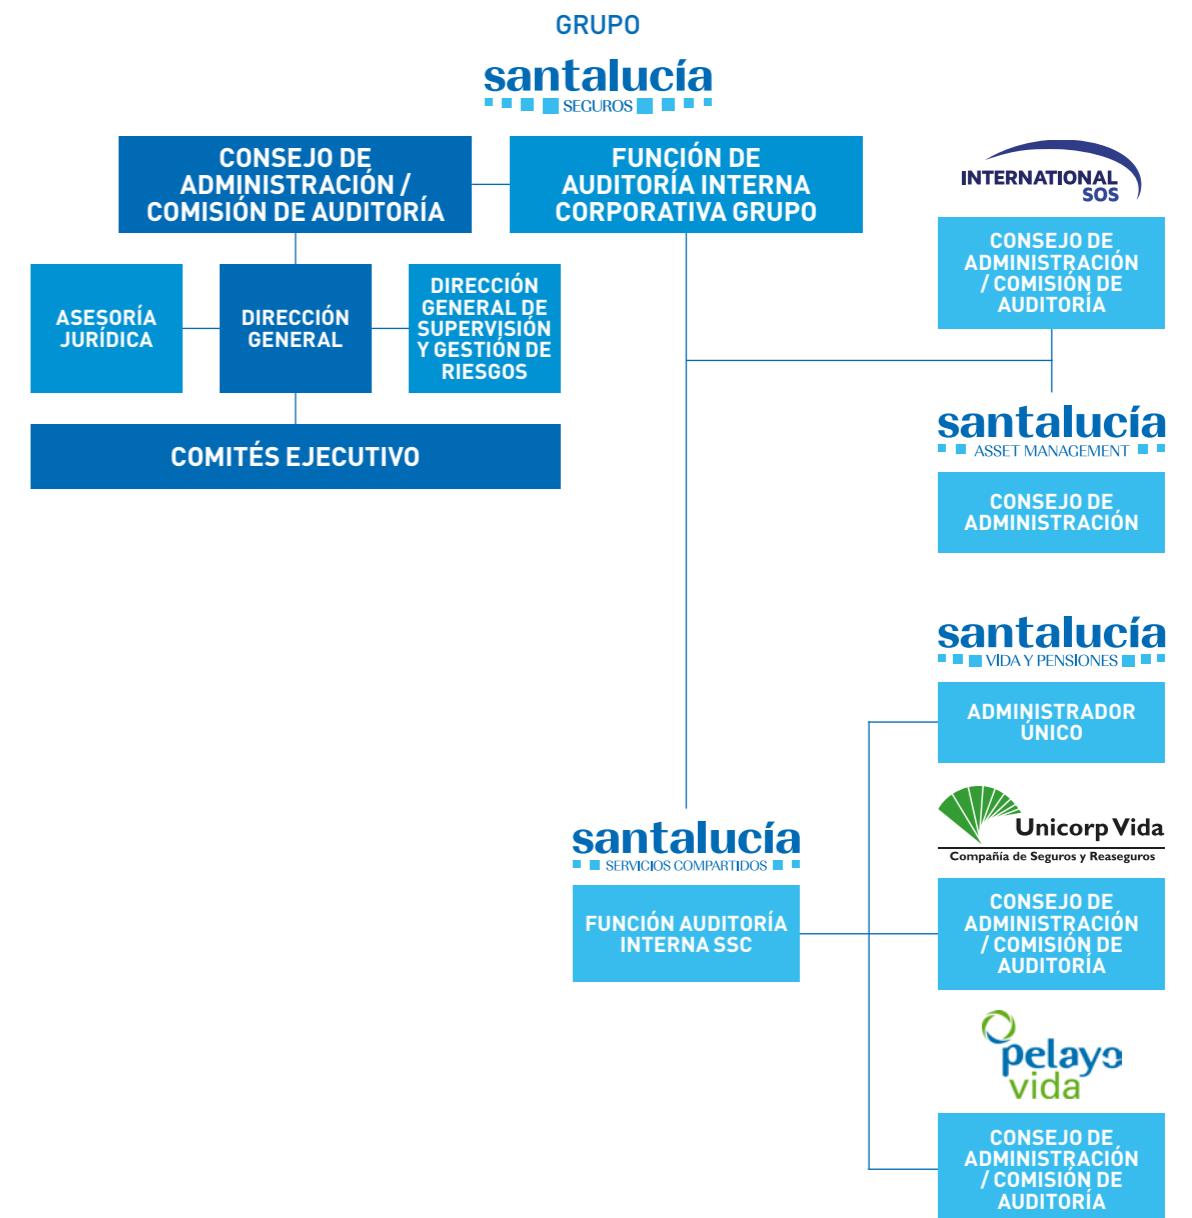 GRUPO
santalucía
SEGUROS
CONSEJO DE
ADMINISTRACIÓN /
COMISIÓN DE AUDITORÍA
FUNCIÓN DE
AUDITORÍA INTERNA
CORPORATIVA GRUPO
ASESORÍA
JURÍDICA
DIRECCIÓN
GENERAL
DIRECCIÓN
GENERAL DE
SUPERVISIÓN
Y GESTIÓN DE
RIESGOS
COMITÉS EJECUTIVO
INTERNATIONAL
SOS
CONSEJO DE
ADMINISTRACIÓN
/ COMISIÓN DE
AUDITORÍA
santalucía
ASSET MANAGEMENT
CONSEJO DE
ADMINISTRACIÓN
santalucía
VIDA Y PENSIONES
ADMINISTRADOR
ÚNICO
santalucía
SERVICIOS COMPARTIDOS
FUNCIÓN AUDITORÍA
INTERNA SSC
Unicorp Vida
Compañía de Seguros y Reaseguros
CONSEJO DE
ADMINISTRACIÓN
/ COMISIÓN DE
AUDITORÍA
pelayo
vida
CONSEJO DE
ADMINISTRACIÓN
/ COMISIÓN DE
AUDITORÍA